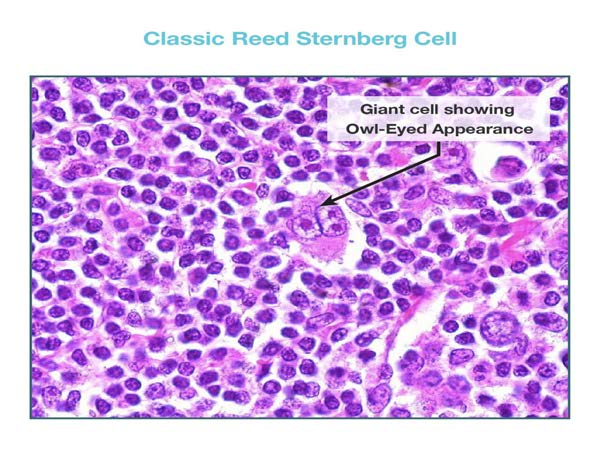 Classic Reed Sternberg Cell
Giant cell showing
Owl-Eyed Appearance